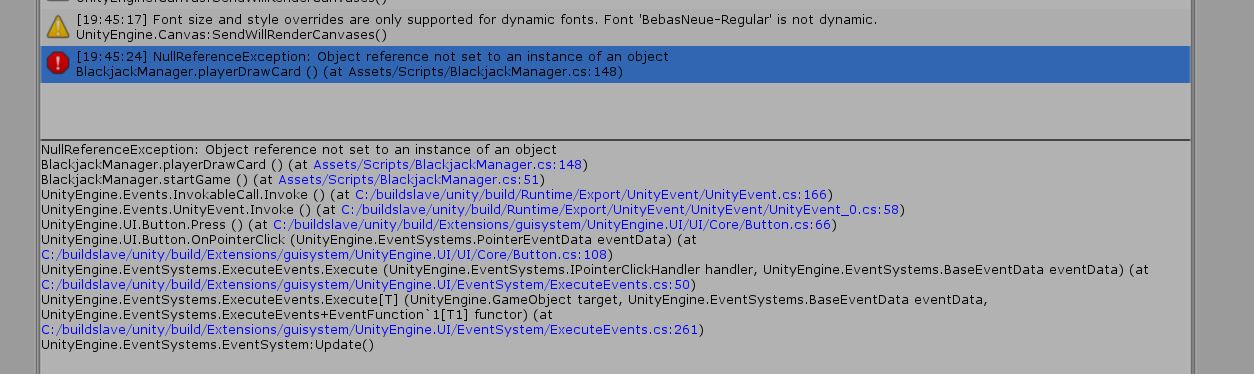 UnityEngine.Canvas:SendWillRenderCanvases()
[19:45:17] Font size and style overrides are only supported for dynamic fonts. Font 'BebasNeue-Regular' is not dynamic.
UnityEngine.Canvas:SendWillRenderCanvases()
[19:45:24] NullReferenceException: Object reference not set to an instance of an object
BlackjackManager.playerDrawCard () (at Assets/Scripts/BlackjackManager.cs:148)
NullReferenceException: Object reference not set to an instance of an object
BlackjackManager.playerDrawCard () (at Assets/Scripts/BlackjackManager.cs:148)
BlackjackManager.startGame () (at Assets/Scripts/BlackjackManager.cs:51)
UnityEngine.Events.InvokableCall.Invoke () (at C:/buildslave/unity/build/Runtime/Export/UnityEvent/UnityEvent.cs:166)
UnityEngine.Events.UnityEvent.Invoke () (at C:/buildslave/unity/build/Runtime/Export/UnityEvent/UnityEvent/UnityEvent_0.cs:58)
UnityEngine.UI.Button.Press () (at C:/buildslave/unity/build/Extensions/guisystem/UnityEngine.UI/UI/Core/Button.cs:66)
UnityEngine.UI.Button.OnPointerClick (UnityEngine.EventSystems.PointerEventData eventData) (at
C:/buildslave/unity/build/Extensions/guisystem/UnityEngine.UI/UI/Core/Button.cs:108)
UnityEngine.EventSystems.ExecuteEvents.Execute (UnityEngine.EventSystems.IPointerClickHandler handler, UnityEngine.EventSystems.BaseEventData eventData) (at
C:/buildslave/unity/build/Extensions/guisystem/UnityEngine.UI/EventSystem/ExecuteEvents.cs:50)
UnityEngine.EventSystems.ExecuteEvents.Execute[T] (UnityEngine.GameObject target, UnityEngine.EventSystems.BaseEventData eventData,
UnityEngine.EventSystems.ExecuteEvents+EventFunction`1[T1] functor) (at
C:/buildslave/unity/build/Extensions/guisystem/UnityEngine.UI/EventSystem/ExecuteEvents.cs:261)
UnityEngine.EventSystems.EventSystem:Update()